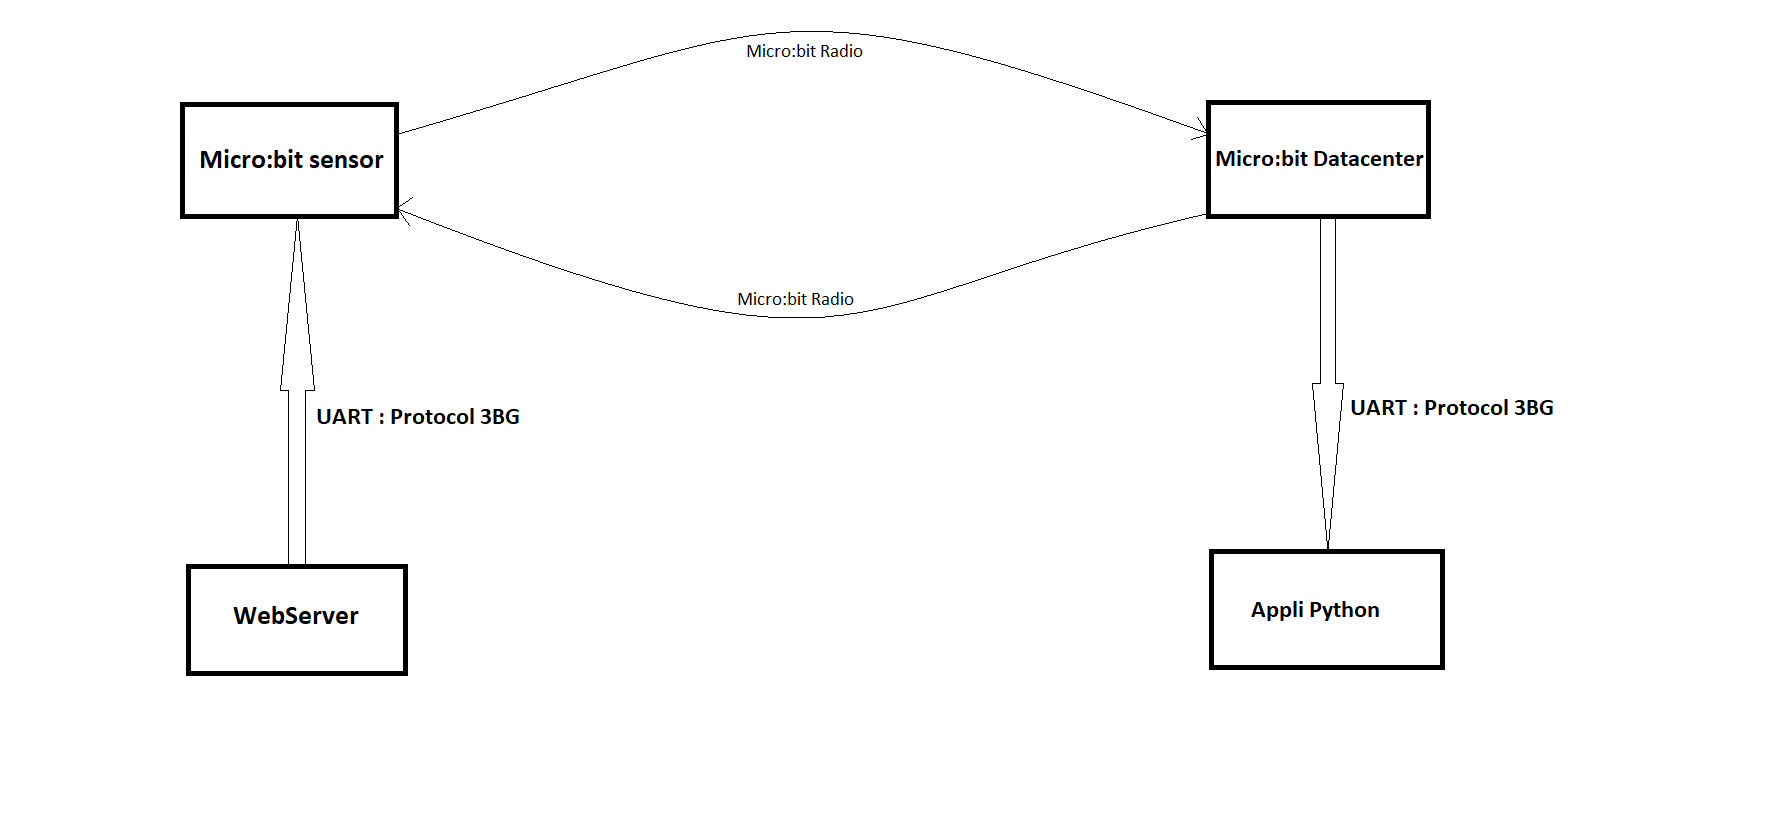 Micro:bit Radio
Micro:bit sensor
Micro:bit Datacenter
Micro:bit Radio
UART : Protocol 3BG
UART : Protocol 3BG
WebServer
Appli Python